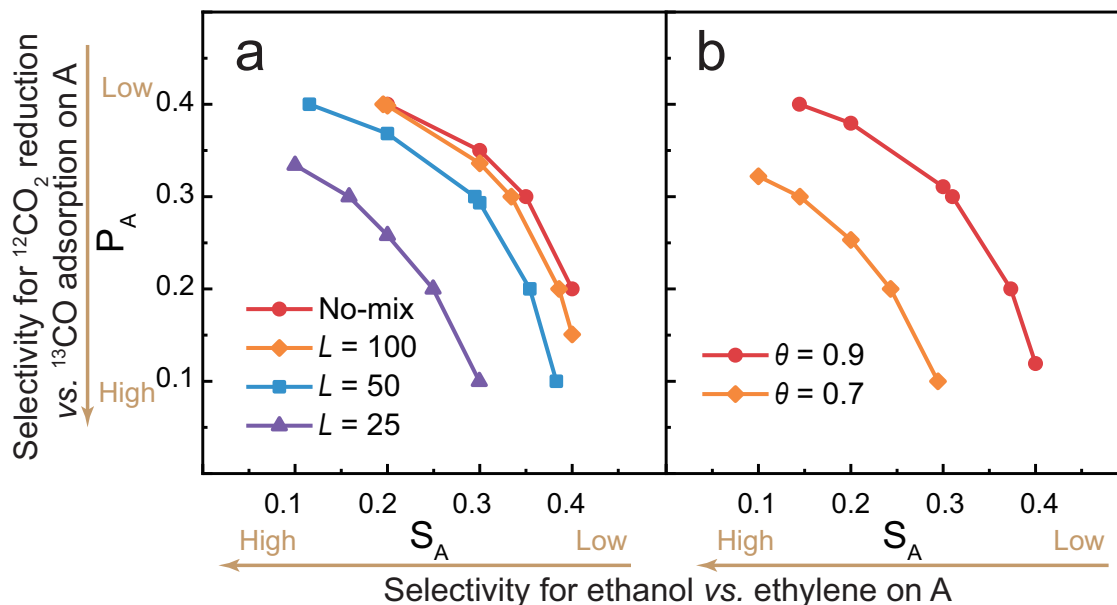 Selectivity for ¹²CO₂ reduction
vs. ¹³CO adsorption on A
Low
High
P_A
a
0.4
0.3
0.2
0.1
No-mix
L = 100
L = 50
L = 25
0.1 0.2 0.3 0.4
High S_A Low
b
θ = 0.9
θ = 0.7
0.1 0.2 0.3 0.4
High S_A Low
Selectivity for ethanol vs. ethylene on A